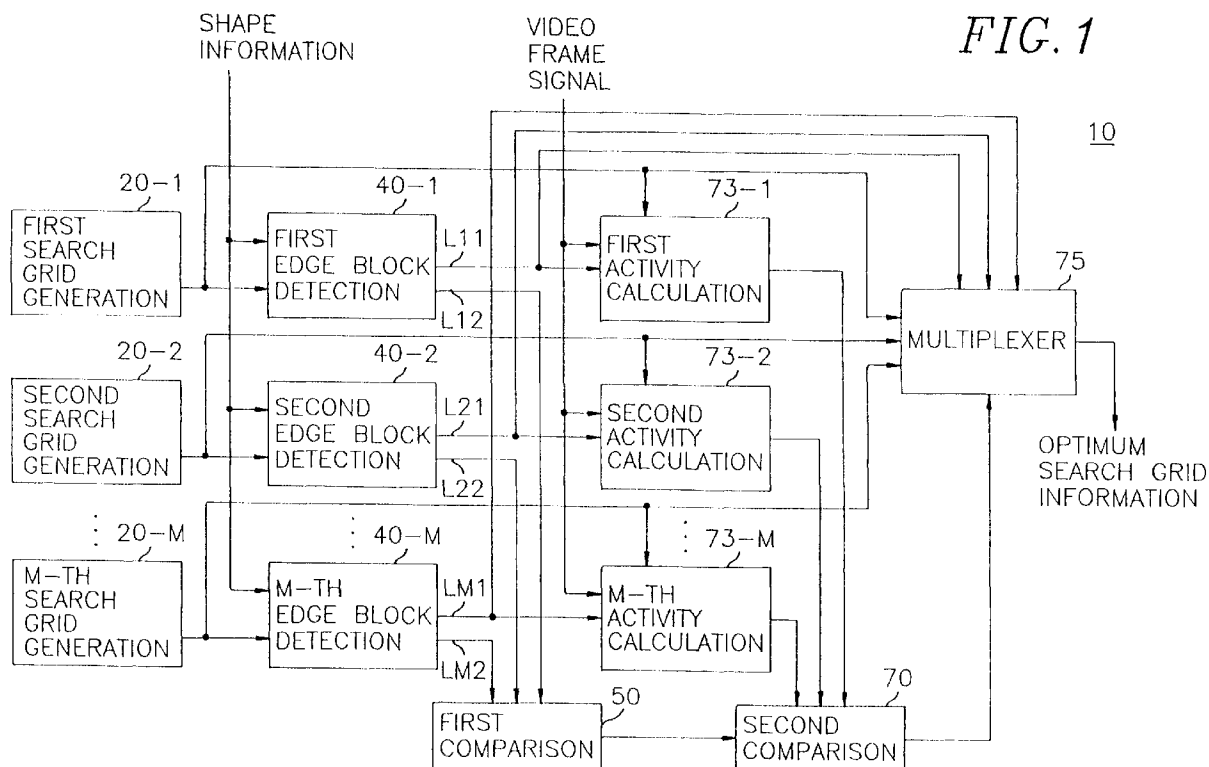 SHAPE
INFORMATION
VIDEO
FRAME
SIGNAL
FIG. 1
10
20-1
FIRST
SEARCH
GRID
GENERATION
40-1
FIRST
EDGE BLOCK
DETECTION
L11
L12
73-1
FIRST
ACTIVITY
CALCULATION
75
MULTIPLEXER
20-2
SECOND
SEARCH
GRID
GENERATION
40-2
SECOND
EDGE BLOCK
DETECTION
L21
L22
73-2
SECOND
ACTIVITY
CALCULATION
OPTIMUM
SEARCH GRID
INFORMATION
20-M
M-TH
SEARCH
GRID
GENERATION
40-M
M-TH
EDGE BLOCK
DETECTION
LM1
LM2
73-M
M-TH
ACTIVITY
CALCULATION
50
FIRST
COMPARISON
70
SECOND
COMPARISON